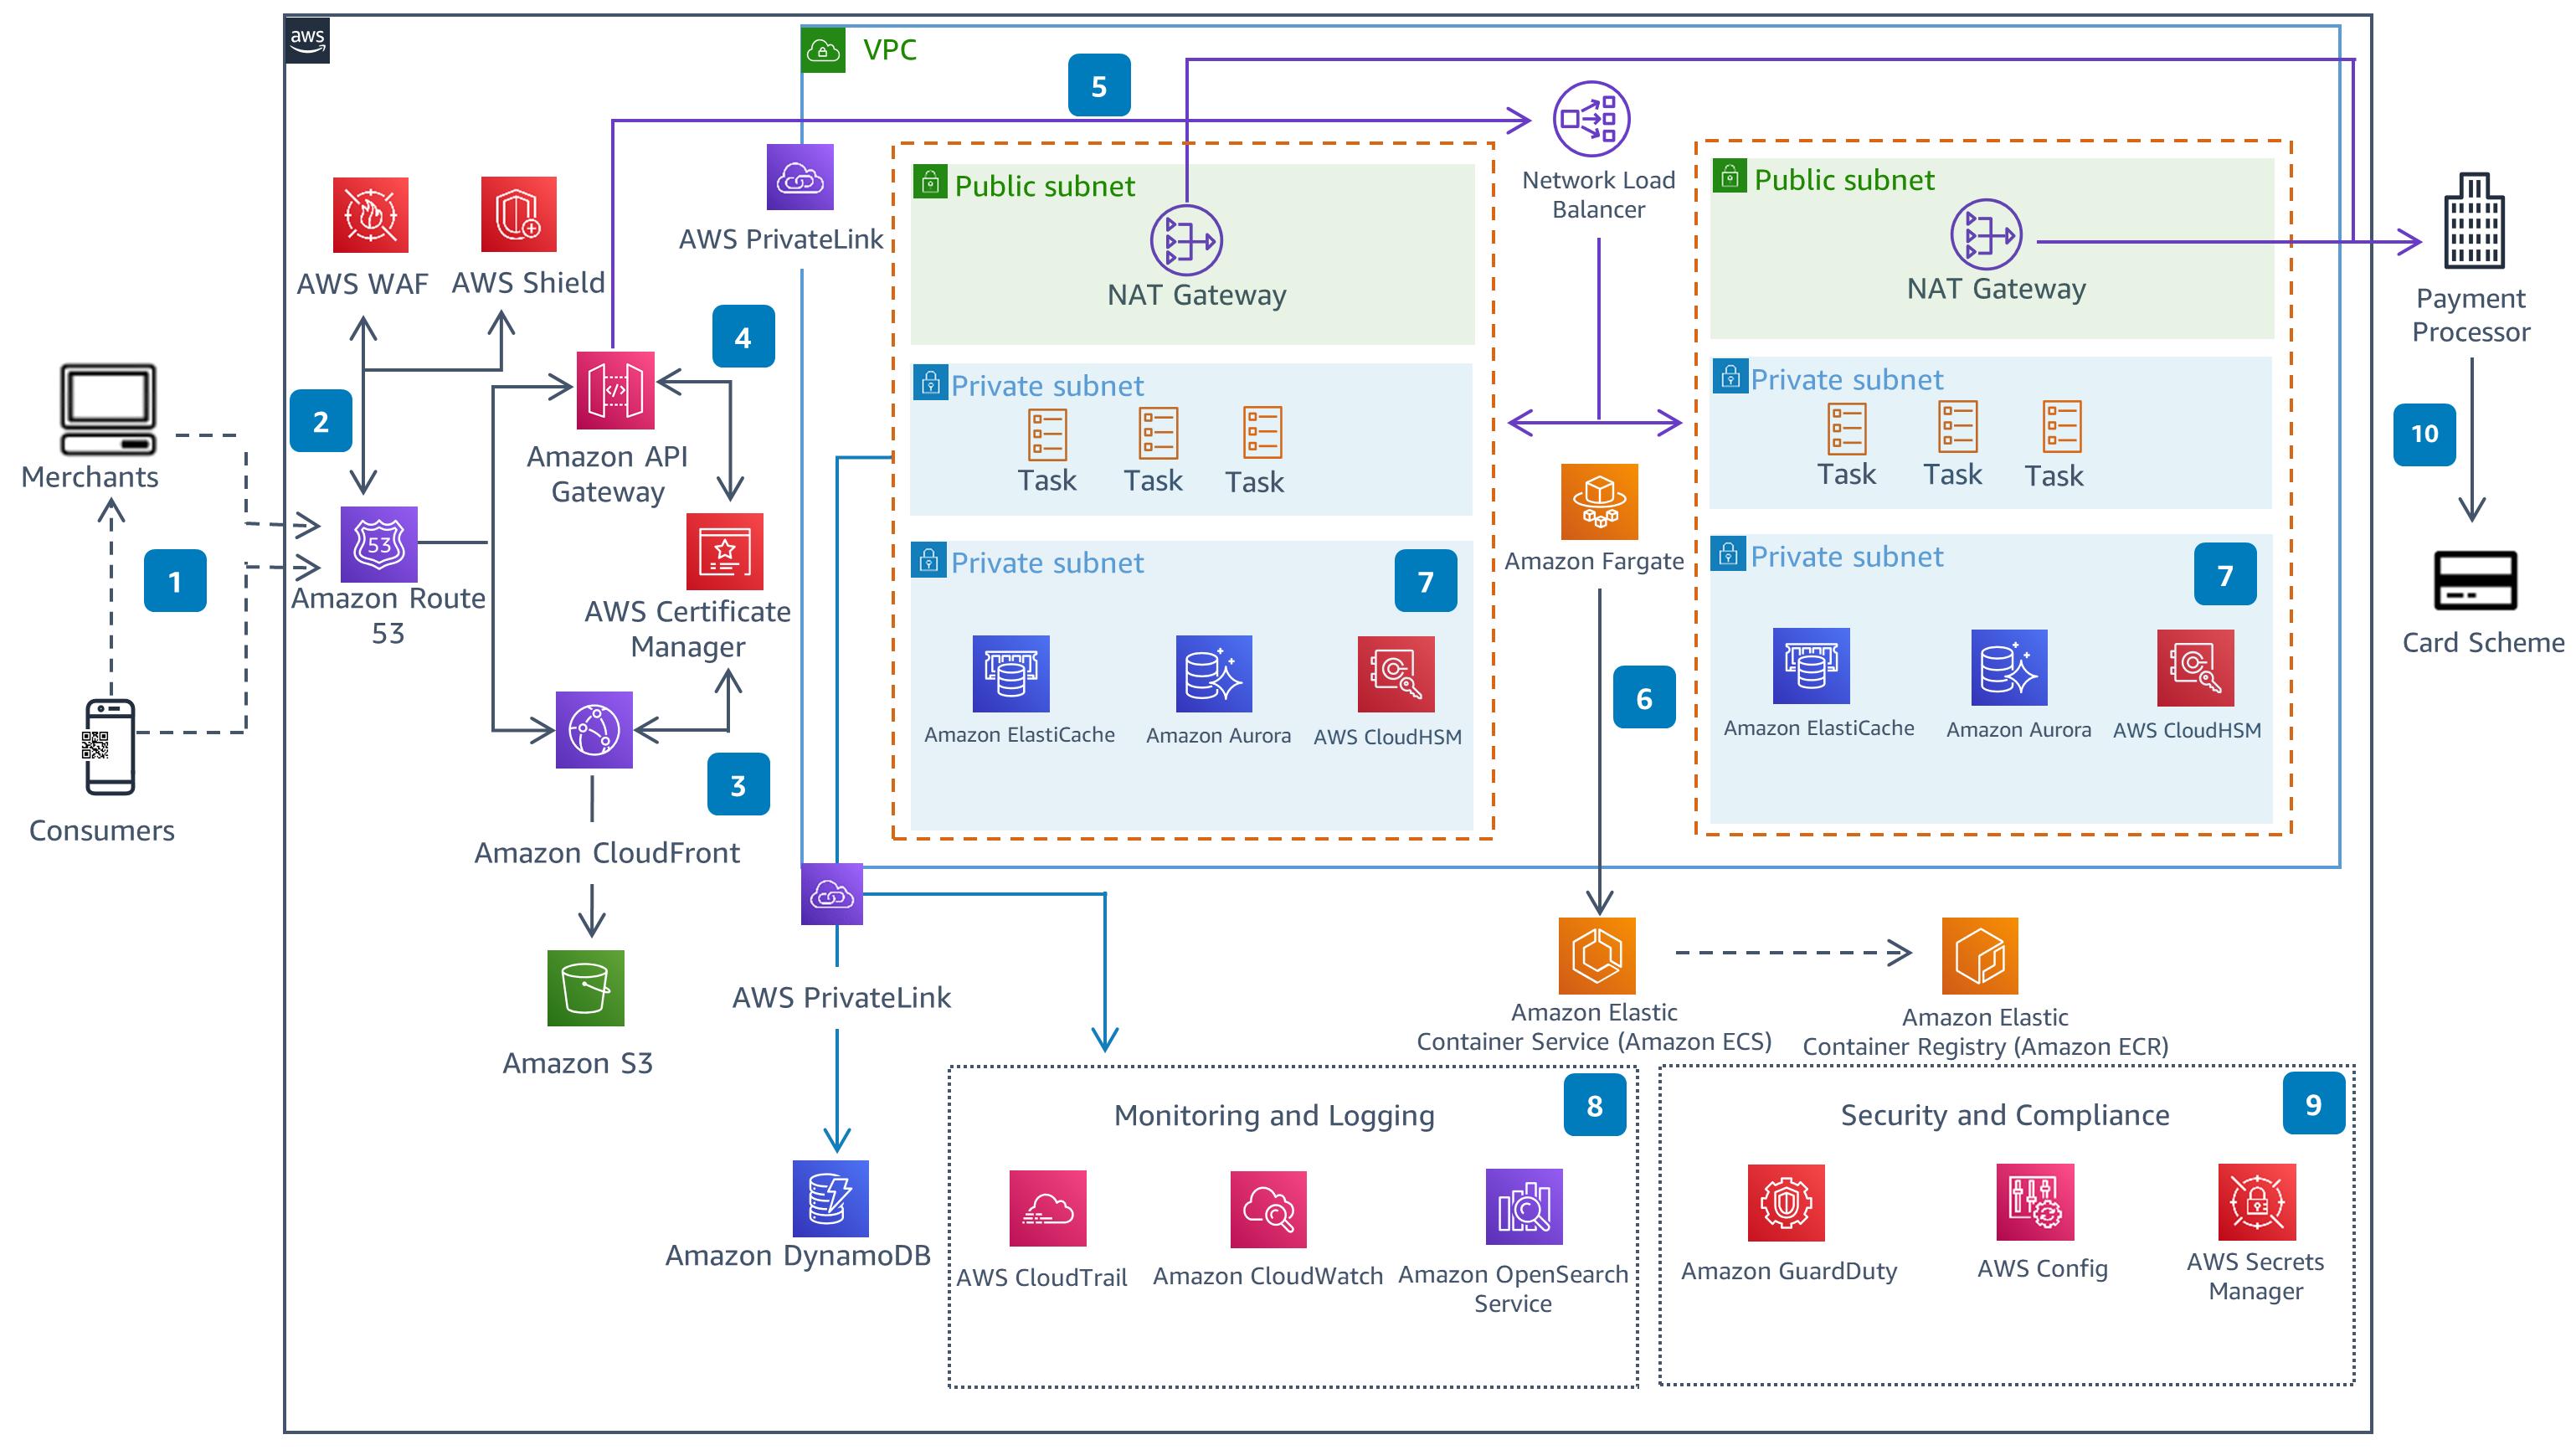 aws
VPC
5
Network Load
Balancer
AWS PrivateLink
Public subnet
NAT Gateway
Public subnet
NAT Gateway
Payment
Processor
AWS WAF
AWS Shield
4
2
Merchants
1
Consumers
53
Amazon Route
53
Amazon API
Gateway
AWS Certificate
Manager
3
Amazon CloudFront
Amazon S3
Private subnet
Task
Task
Task
Private subnet
7
Amazon ElastiCache
Amazon Aurora
AWS CloudHSM
Amazon Fargate
6
Private subnet
Task
Task
Task
Private subnet
7
Amazon ElastiCache
Amazon Aurora
AWS CloudHSM
10
Card Scheme
AWS PrivateLink
Amazon DynamoDB
Amazon Elastic
Container Service (Amazon ECS)
Amazon Elastic
Container Registry (Amazon ECR)
Monitoring and Logging
8
AWS CloudTrail
Amazon CloudWatch
Amazon OpenSearch
Service
Security and Compliance
9
Amazon GuardDuty
AWS Config
AWS Secrets
Manager